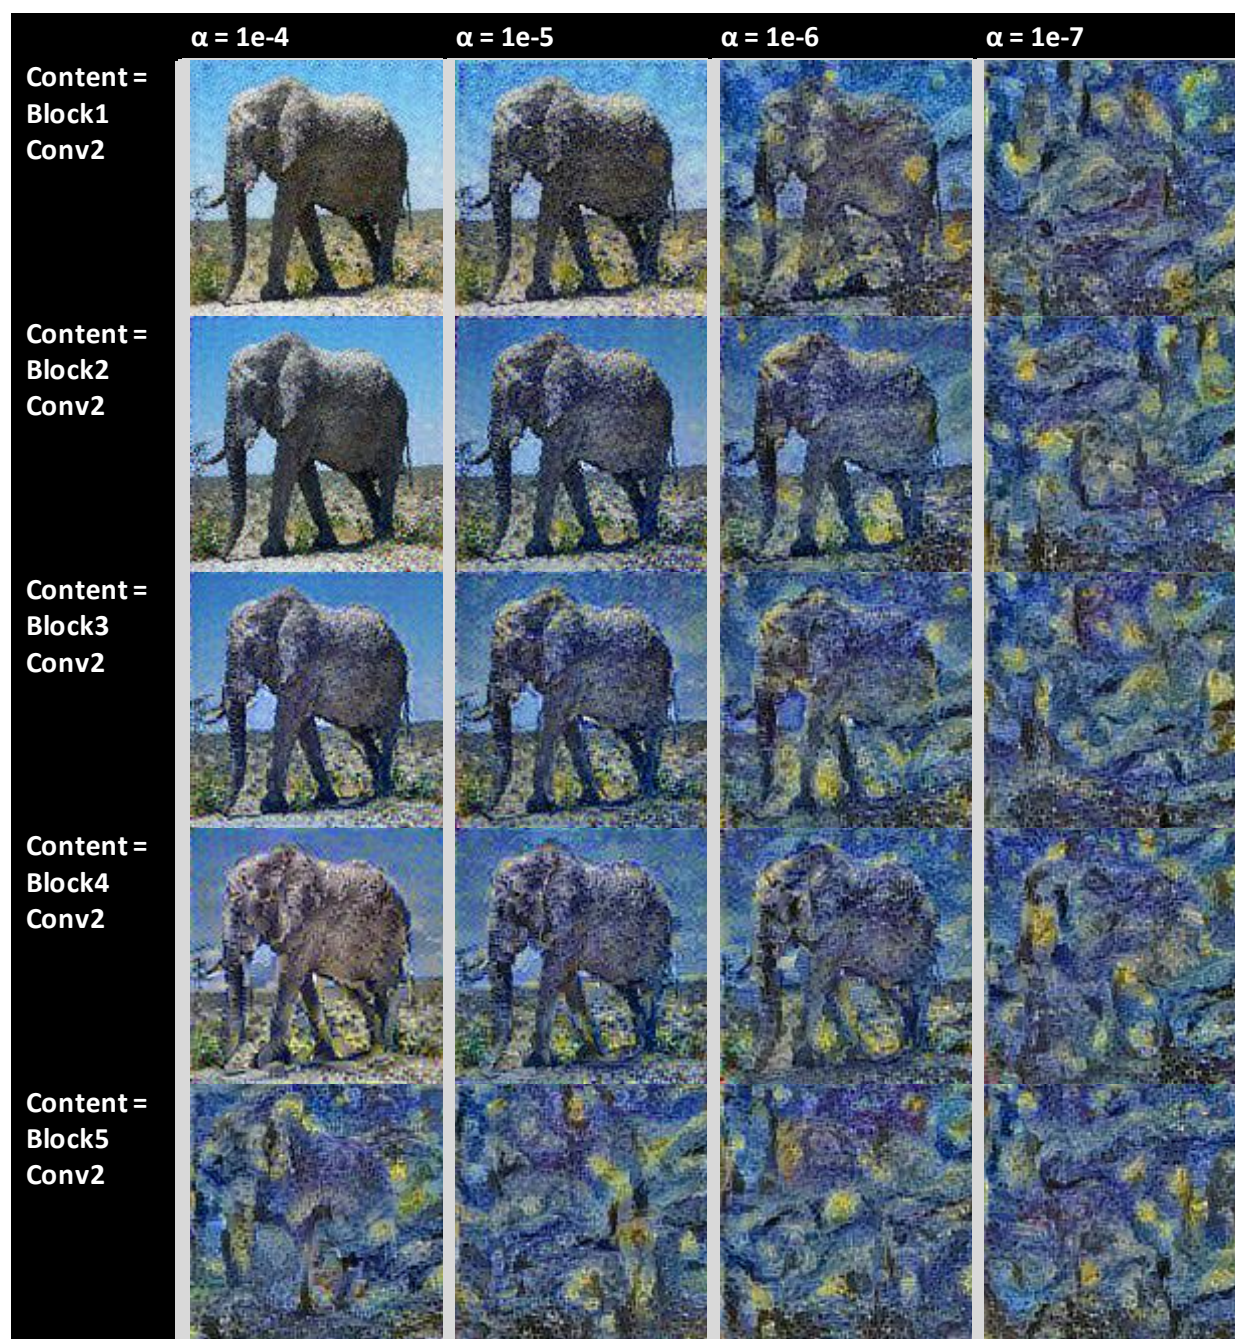 α = 1e-4 α = 1e-5 α = 1e-6 α = 1e-7
Content =
Block1
Conv2
Content =
Block2
Conv2
Content =
Block3
Conv2
Content =
Block4
Conv2
Content =
Block5
Conv2